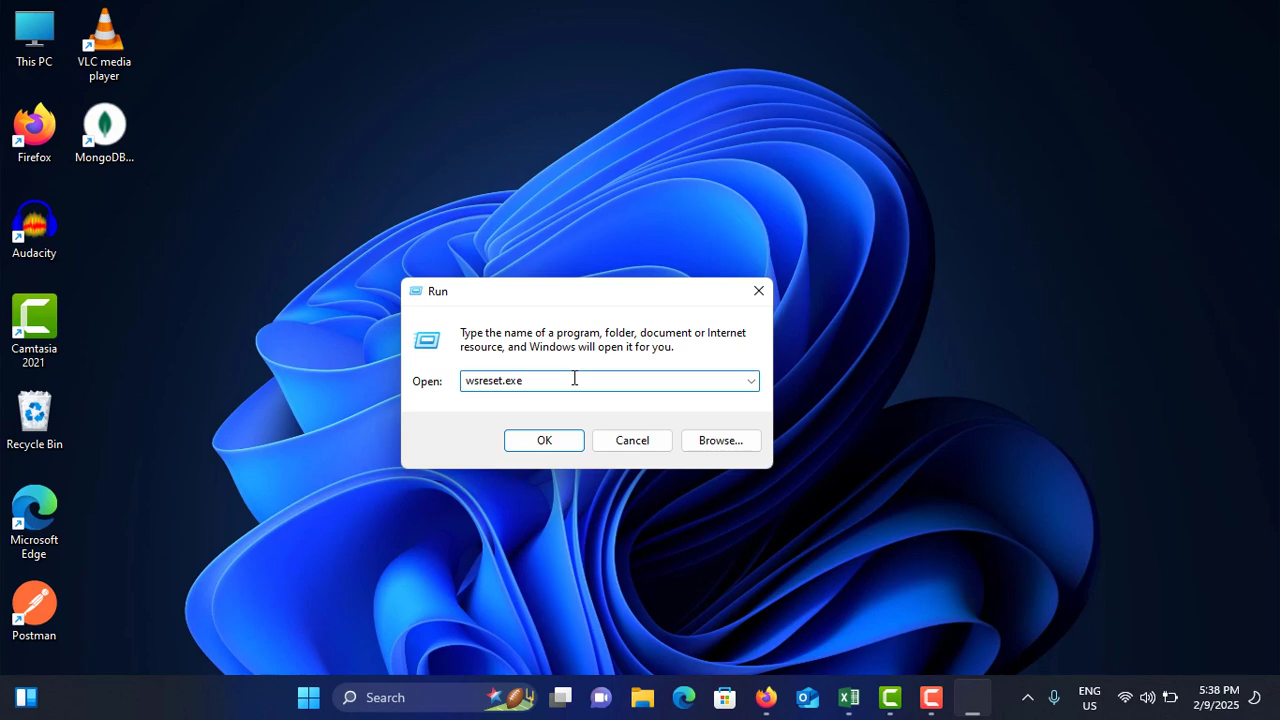 This PC
VLC media
player
Firefox
MongoDB...
Audacity
Camtasia
2021
Recycle Bin
Microsoft
Edge
Postman
Run
Type the name of a program, folder, document or Internet
resource, and Windows will open it for you.
Open:
wsreset.exe
OK
Cancel
Browse...
Search
ENG
US
5:38 PM
2/9/2025